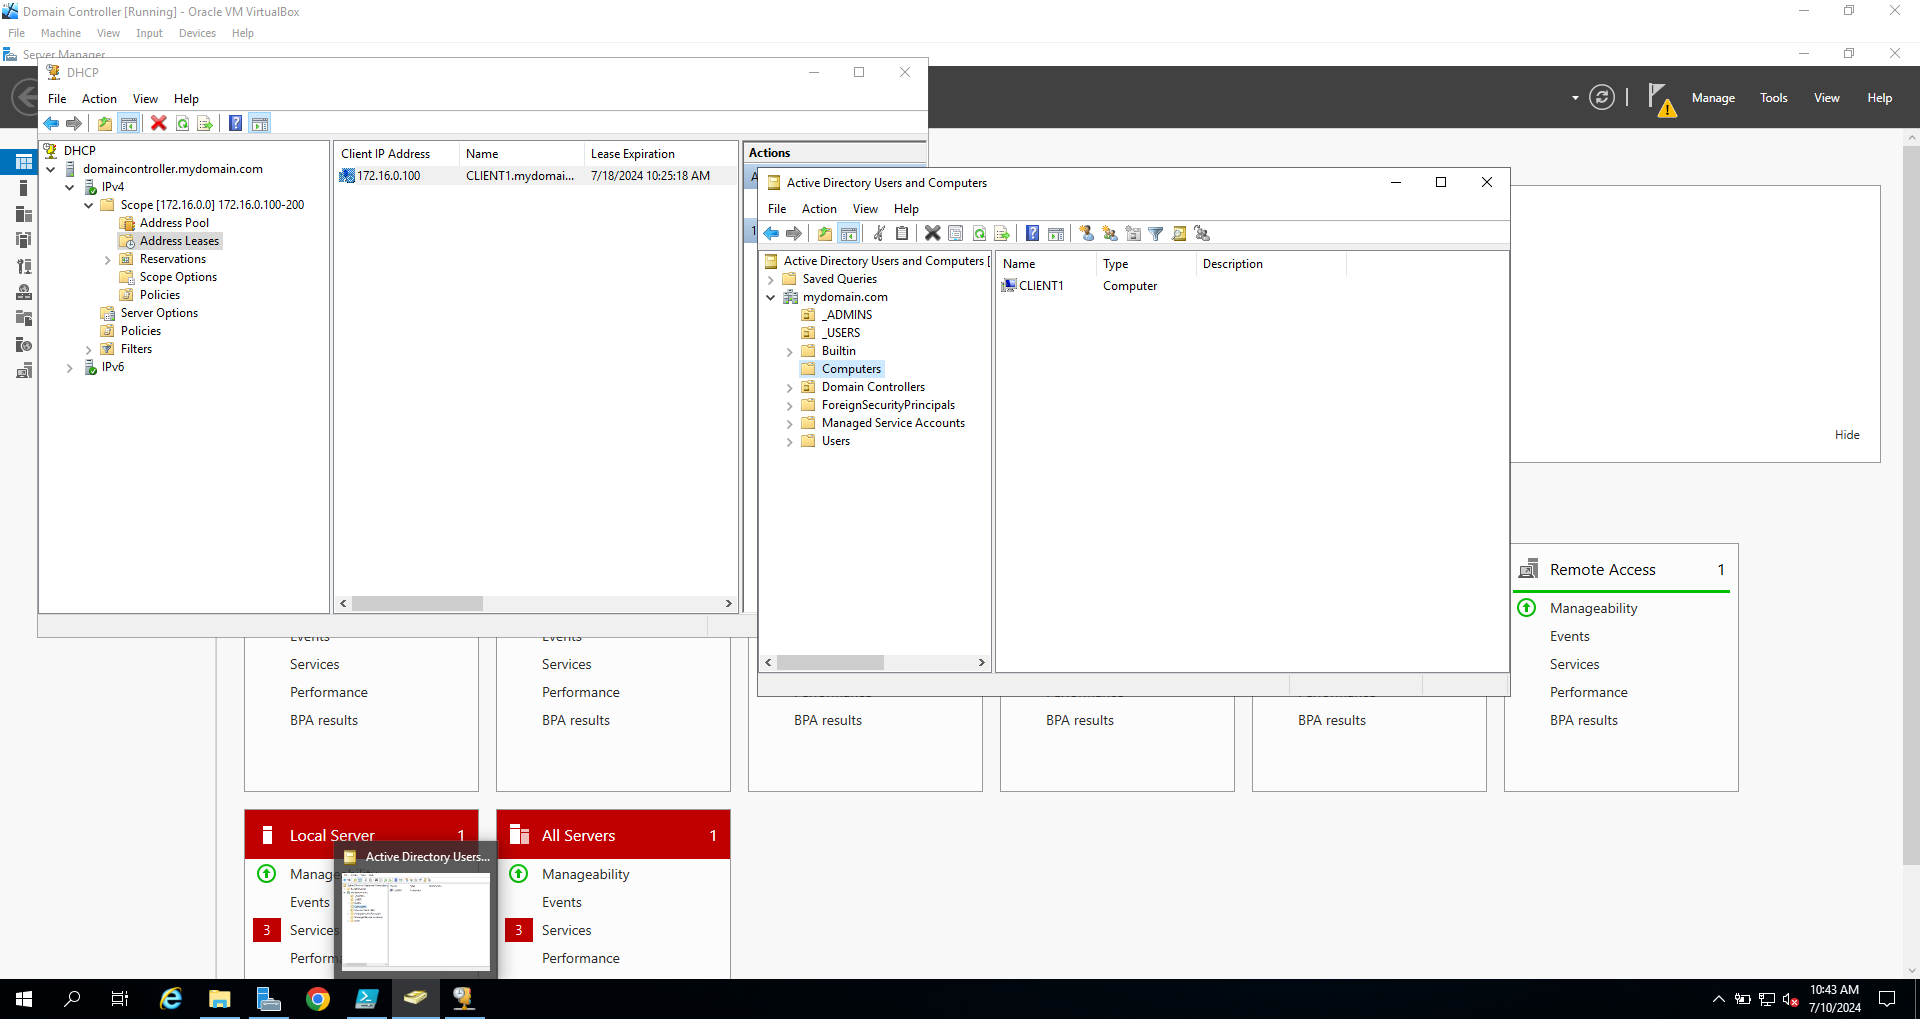 Domain Controller [Running] - Oracle VM VirtualBox
File Machine View Input Devices Help
Server Manager
Manage Tools View Help
DHCP
File Action View Help
DHCP
domaincontroller.mydomain.com
IPv4
Scope [172.16.0.0] 172.16.0.100-200
Address Pool
Address Leases
Reservations
Scope Options
Policies
Server Options
Policies
Filters
IPv6
Client IP Address Name Lease Expiration
172.16.0.100 CLIENT1.mydomai... 7/18/2024 10:25:18 AM
Actions
Active Directory Users and Computers
File Action View Help
Active Directory Users and Computers [
Saved Queries
mydomain.com
_ADMINS
_USERS
Builtin
Computers
Domain Controllers
ForeignSecurityPrincipals
Managed Service Accounts
Users
Name Type Description
CLIENT1 Computer
Hide
Remote Access 1
Manageability
Events
Services
Performance
BPA results
Events
Services
Performance
BPA results
Events
Services
Performance
BPA results
BPA results
BPA results
BPA results
Local Server 1
Events
3 Services
All Servers 1
Manageability
Events
3 Services
Performance
Active Directory Users...
10:43 AM
7/10/2024